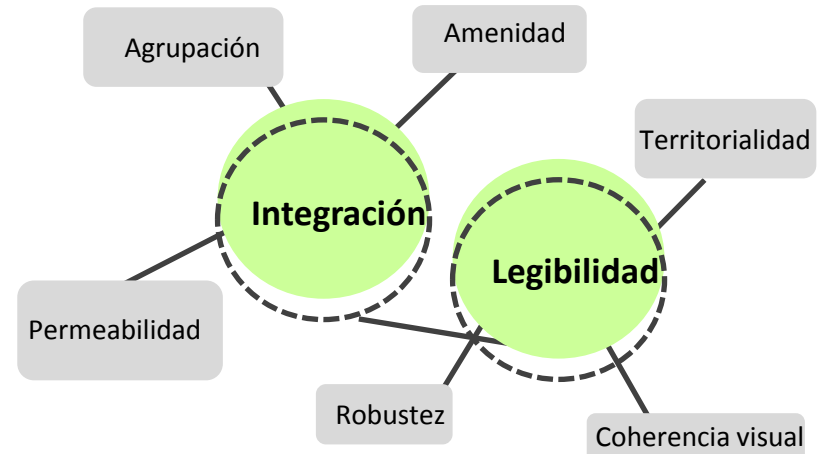 Agrupación
Amenidad
Territorialidad
Integración
Legibilidad
Permeabilidad
Robustez
Coherencia visual